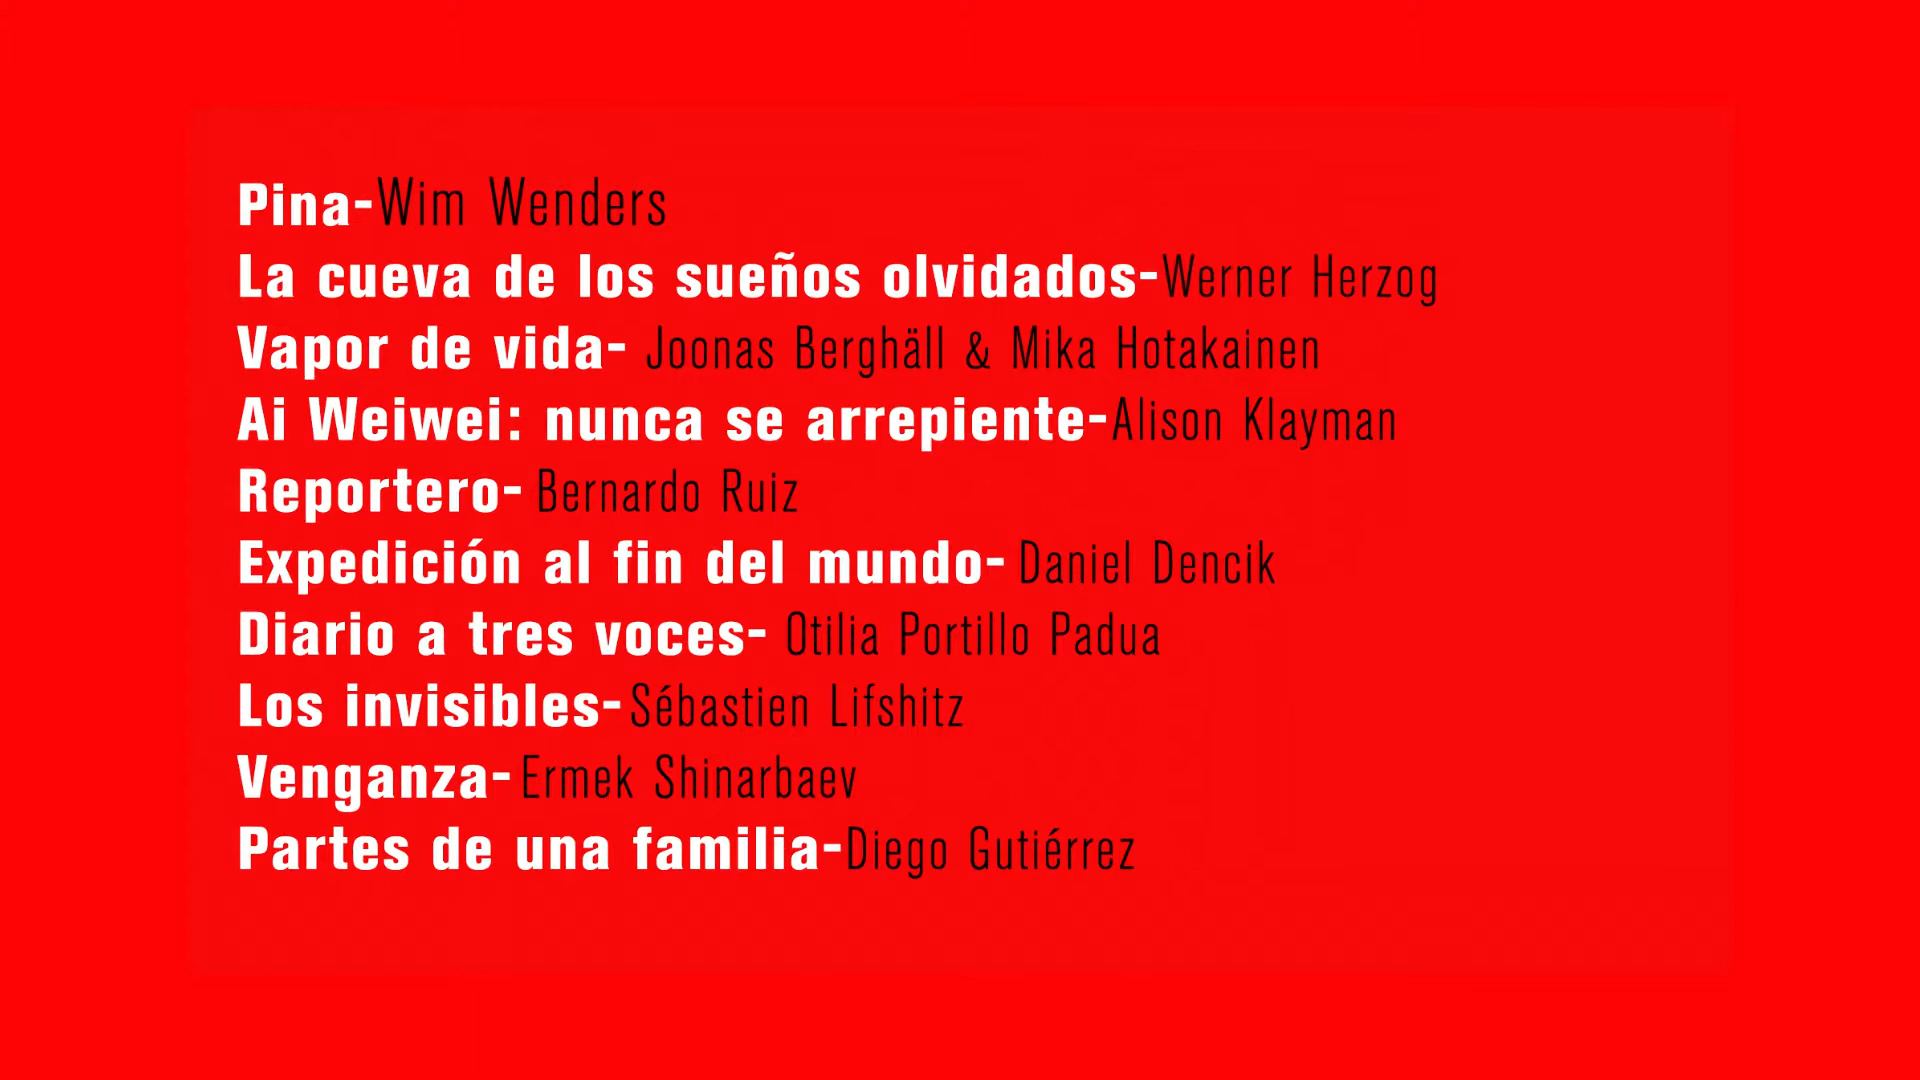 Pina-Wim Wenders
La cueva de los sueños olvidados-Werner Herzog
Vapor de vida- Joonas Berghäll & Mika Hotakainen
Ai Weiwei: nunca se arrepiente-Alison Klayman
Reportero- Bernardo Ruiz
Expedición al fin del mundo- Daniel Dencik
Diario a tres voces- Otilia Portillo Padua
Los invisibles-Sébastien Lifshitz
Venganza-Ermek Shinarbaev
Partes de una familia-Diego Gutiérrez